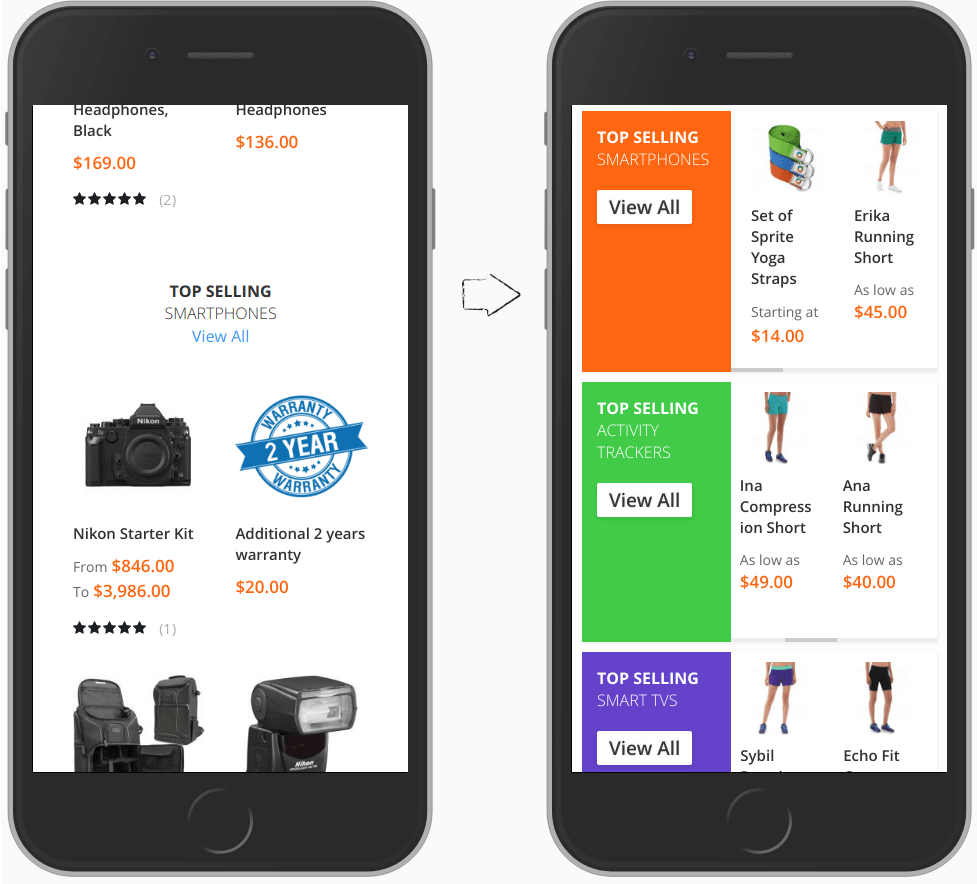 Headphones,
Black
$169.00
(2)
Headphones
$136.00
TOP SELLING
SMARTPHONES
View All
Nikon
WARRANTY
2 YEAR
WARRANTY
Nikon Starter Kit
From $846.00
To $3,986.00
(1)
Additional 2 years
warranty
$20.00
Nikon
TOP SELLING
SMARTPHONES
View All
Set of
Sprite
Yoga
Straps
Starting at
$14.00
Erika
Running
Short
As low as
$45.00
TOP SELLING
ACTIVITY
TRACKERS
View All
Ina
Compress
ion Short
As low as
$49.00
Ana
Running
Short
As low as
$40.00
TOP SELLING
SMART TVS
View All
Sybil
Echo Fit